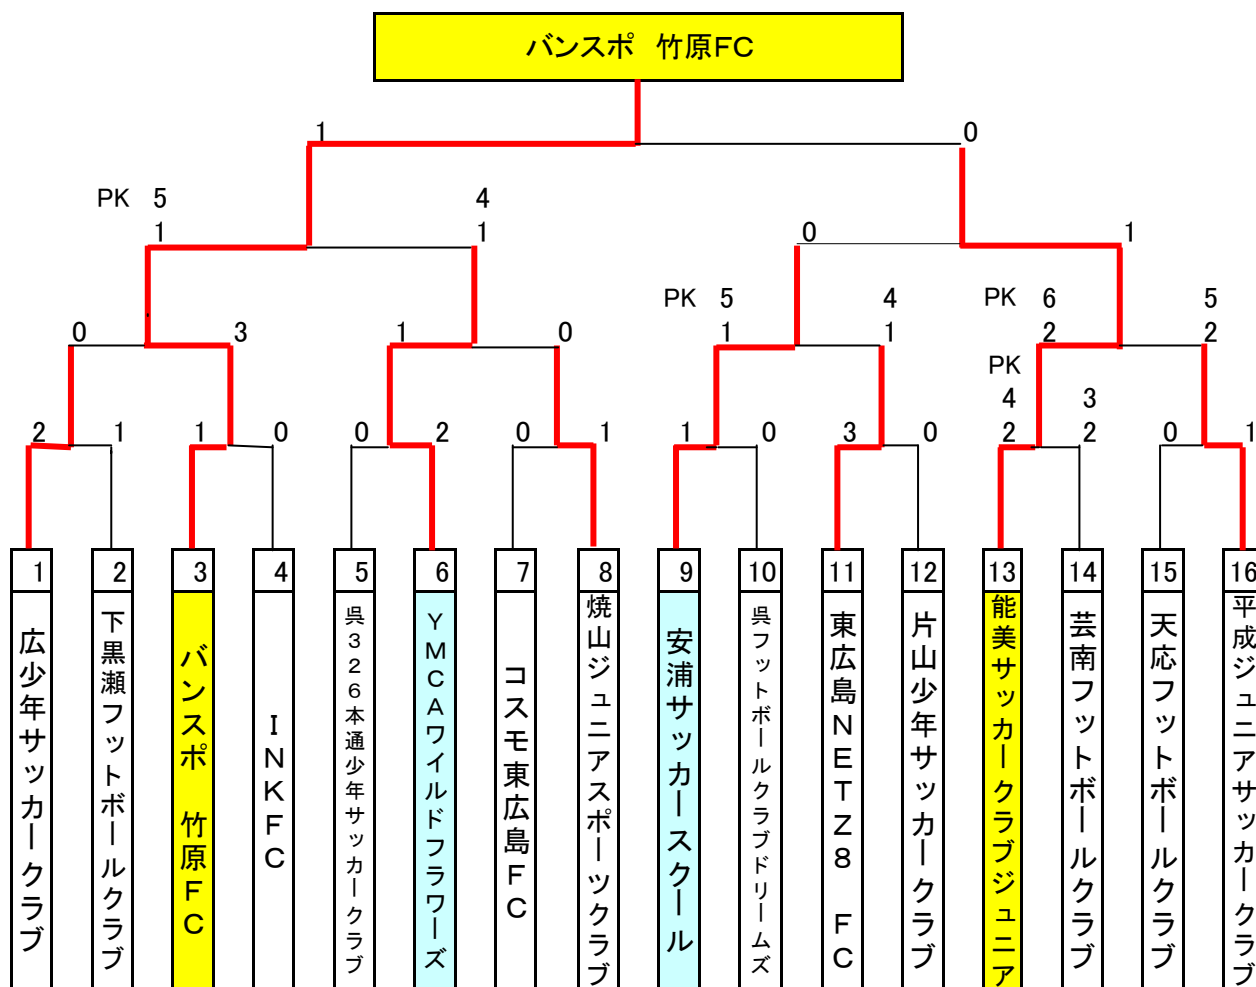 バンスポ 竹原FC
1 0
PK 5 4
1 1
0 1
PK 5 4 PK 6 5
0 3 1 0 1 1 2 2
PK
4 3
2 1 1 0 0 2 0 1 1 0 3 0 2 2 0 1
1 2 3 4 5 6 7 8 9 10 11 12 13 14 15 16
広少年サッカークラブ
下黒瀬フットボールクラブ
バンスポ 竹原FC
INKFC
呉326本通少年サッカークラブ
YMCAワイルドフラワーズ
コスモ東広島FC
焼山ジュニアスポーツクラブ
安浦サッカースクール
呉フットボールクラブドリームズ
東広島NETZ8 FC
片山少年サッカークラブ
能美サッカークラブジュニア
芸南フットボールクラブ
天応フットボールクラブ
平成ジュニアサッカークラブ